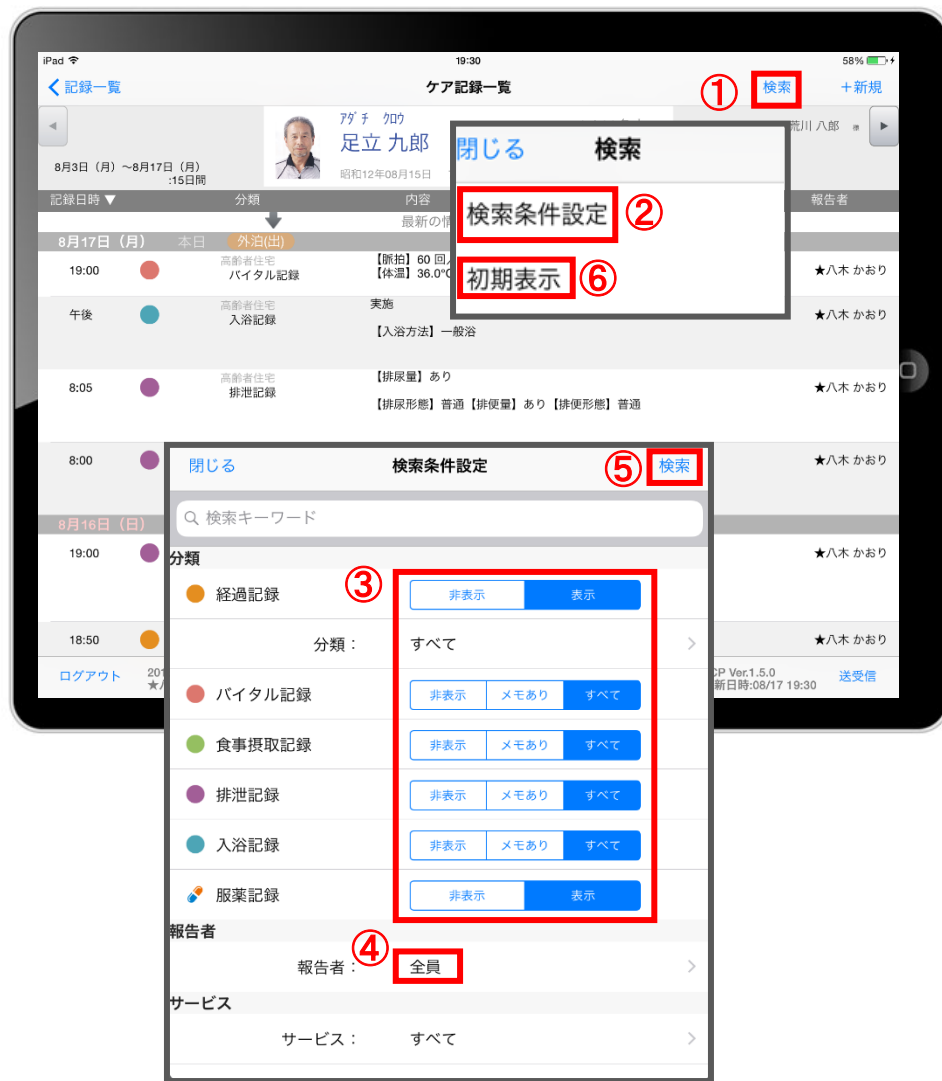 iPad 19:30 58%
記録一覧 ケア記録一覧 ① 検索 +新規
アダチ クロウ
足立 九郎
昭和12年08月15日
荒川 八郎 様
8月3日（月）～8月17日（月）
:15日間
記録日時 ▼ 分類 内容 報告者
最新の情
8月17日（月） 本日 外泊(出)
19:00 高齢者住宅 バイタル記録 【脈拍】60 回 【体温】36.0℃ ★八木 かおり
午後 高齢者住宅 入浴記録 実施 ★八木 かおり
【入浴方法】一般浴
8:05 高齢者住宅 排泄記録 【排尿量】あり ★八木 かおり
【排尿形態】普通【排便量】あり【排便形態】普通
8:00 ★八木 かおり
8月16日（日）
19:00 ★八木 かおり
18:50 ★八木 かおり
ログアウト 201 CP Ver.1.5.0 送受信
★八 新日時:08/17 19:30
閉じる 検索
検索条件設定 ②
初期表示 ⑥
閉じる 検索条件設定 ⑤ 検索
検索キーワード
分類
③
経過記録 非表示 表示
分類： すべて
バイタル記録 非表示 メモあり すべて
食事摂取記録 非表示 メモあり すべて
排泄記録 非表示 メモあり すべて
入浴記録 非表示 メモあり すべて
服薬記録 非表示 表示
報告者
報告者： ④ 全員
サービス
サービス： すべて